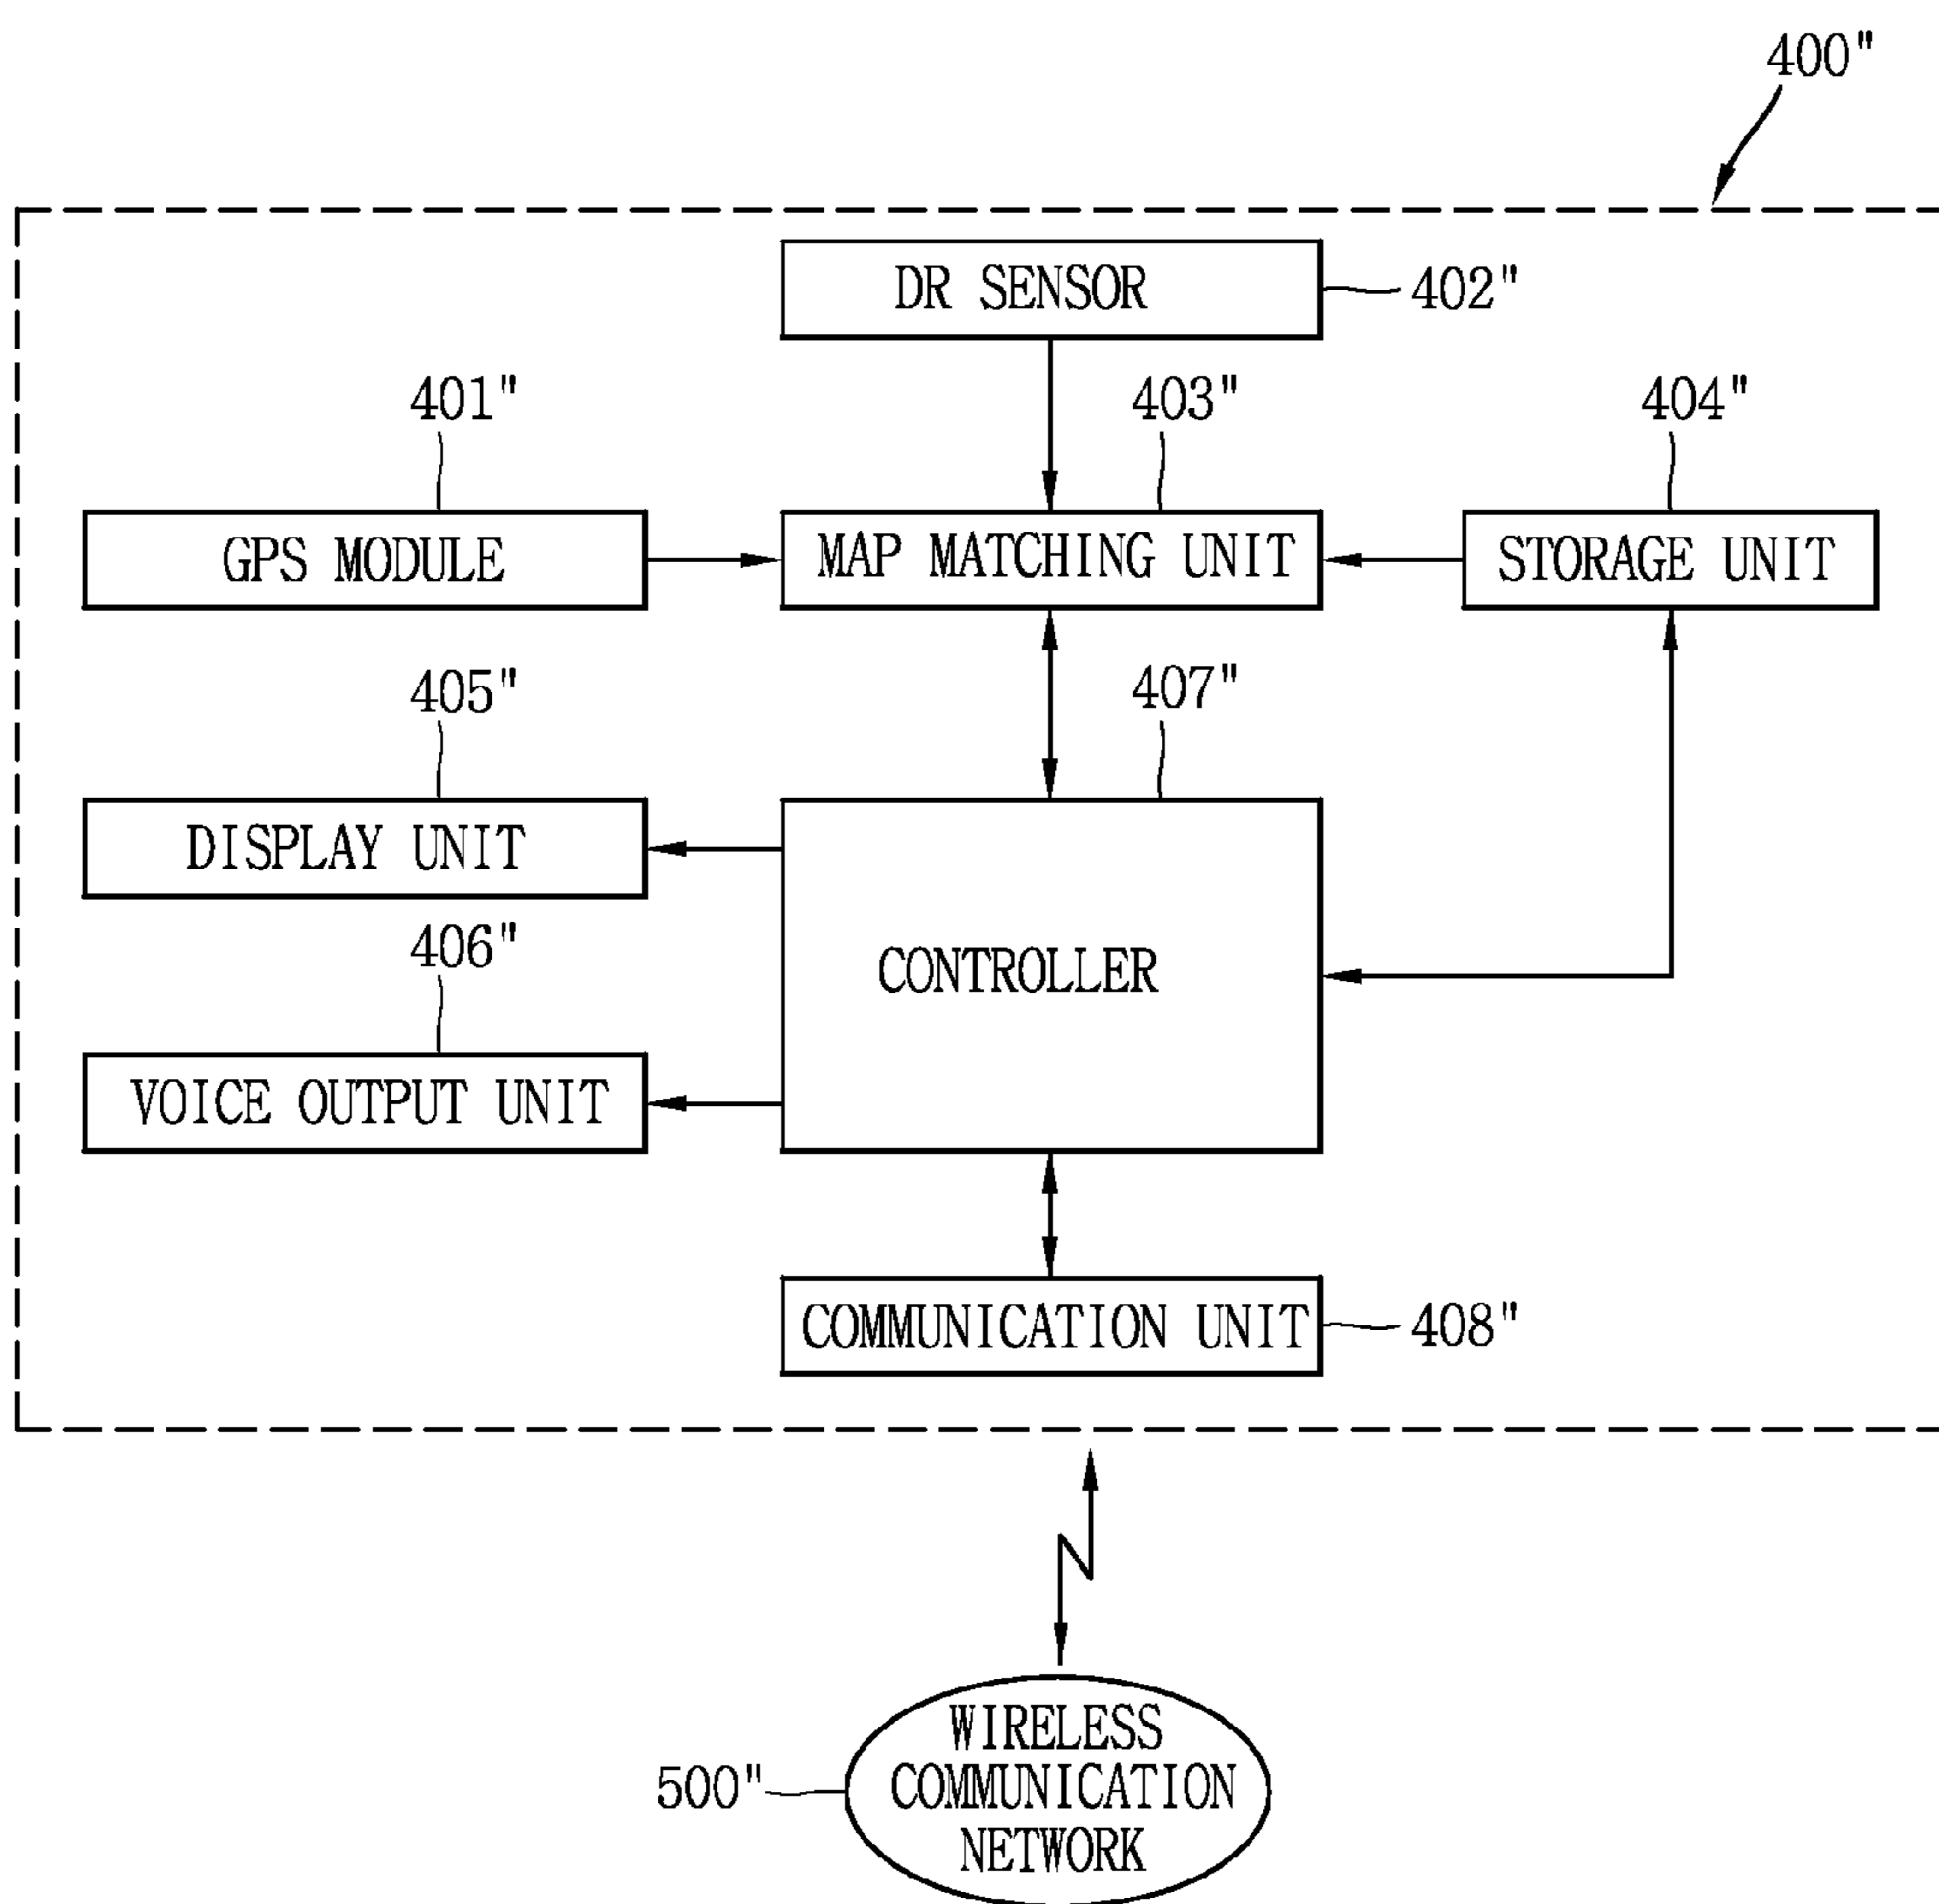 400"
DR SENSOR
402"
401"
403"
404"
GPS MODULE
MAP MATCHING UNIT
STORAGE UNIT
405"
407"
DISPLAY UNIT
406"
CONTROLLER
VOICE OUTPUT UNIT
COMMUNICATION UNIT
408"
WIRELESS
500"
COMMUNICATION
NETWORK